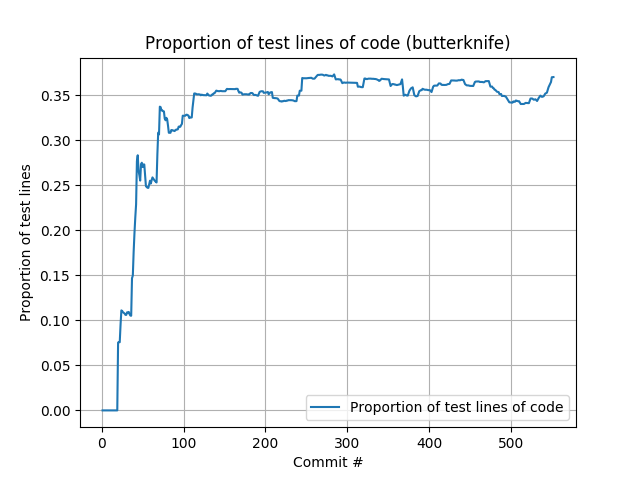 Proportion of test lines of code (butterknife)
Proportion of test lines
0.35
0.30
0.25
0.20
0.15
0.10
0.05
0.00
Proportion of test lines of code
0 100 200 300 400 500
Commit #